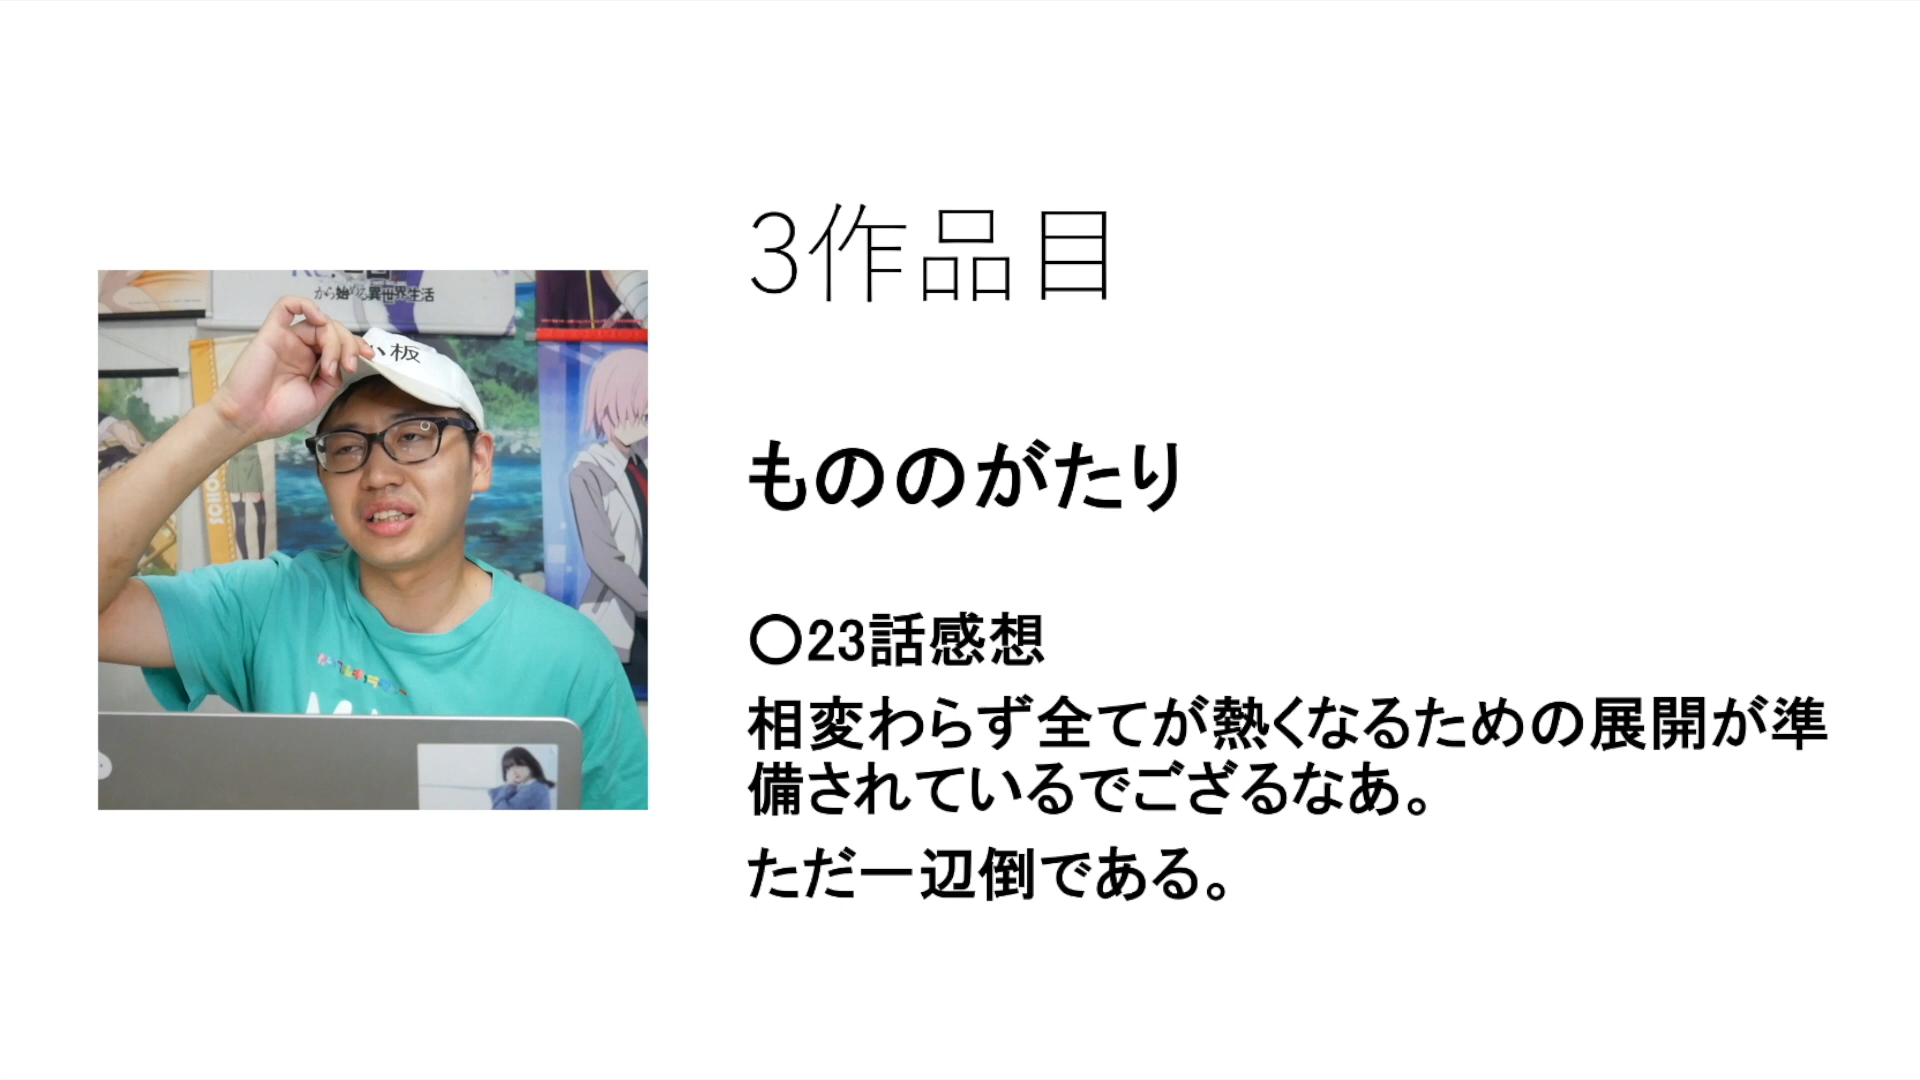 3作品目
もののがたり
〇23話感想
相変わらず全てが熱くなるための展開が準
備されているでござるなあ。
ただ一辺倒である。
から始める異世界生活
小板